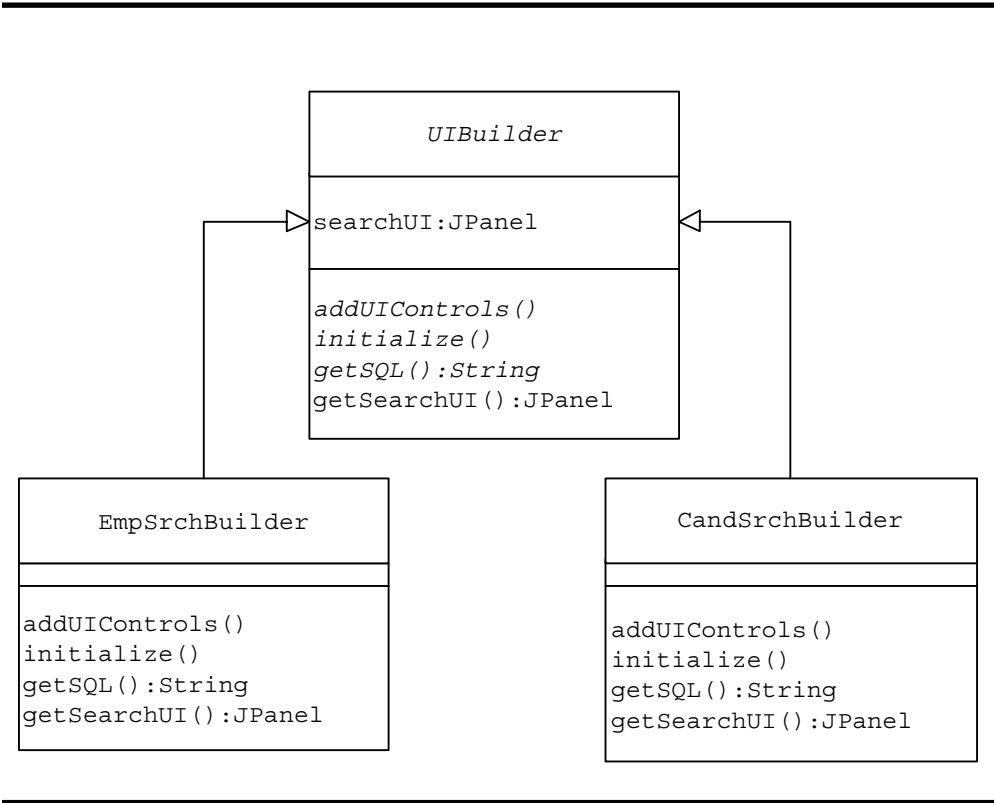 UIBuilder
searchUI:JPanel
addUIControls()
initialize()
getSQL():String
getSearchUI():JPanel
EmpSrchBuilder
addUIControls()
initialize()
getSQL():String
getSearchUI():JPanel
CandSrchBuilder
addUIControls()
initialize()
getSQL():String
getSearchUI():JPanel